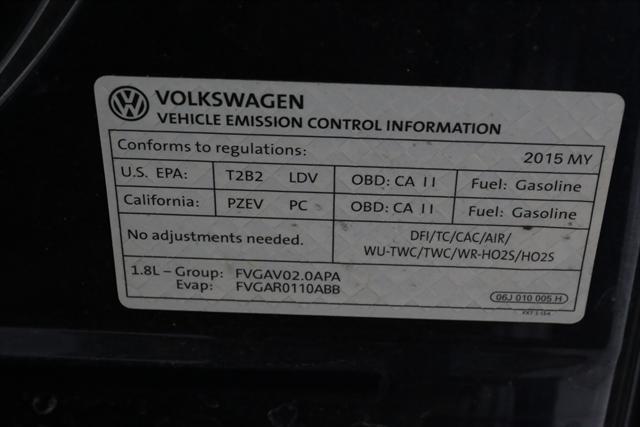 VOLKSWAGEN
VEHICLE EMISSION CONTROL INFORMATION
Conforms to regulations: 2015 MY
U.S. EPA: T2B2 LDV OBD: CA II Fuel: Gasoline
California: PZEV PC OBD: CA II Fuel: Gasoline
No adjustments needed. DFI/TC/CAC/AIR/
WU-TWC/TWC/WR-HO2S/HO2S
1.8L – Group: FVGAV02.0APA
Evap: FVGAR0110ABB
06J 010 005 H